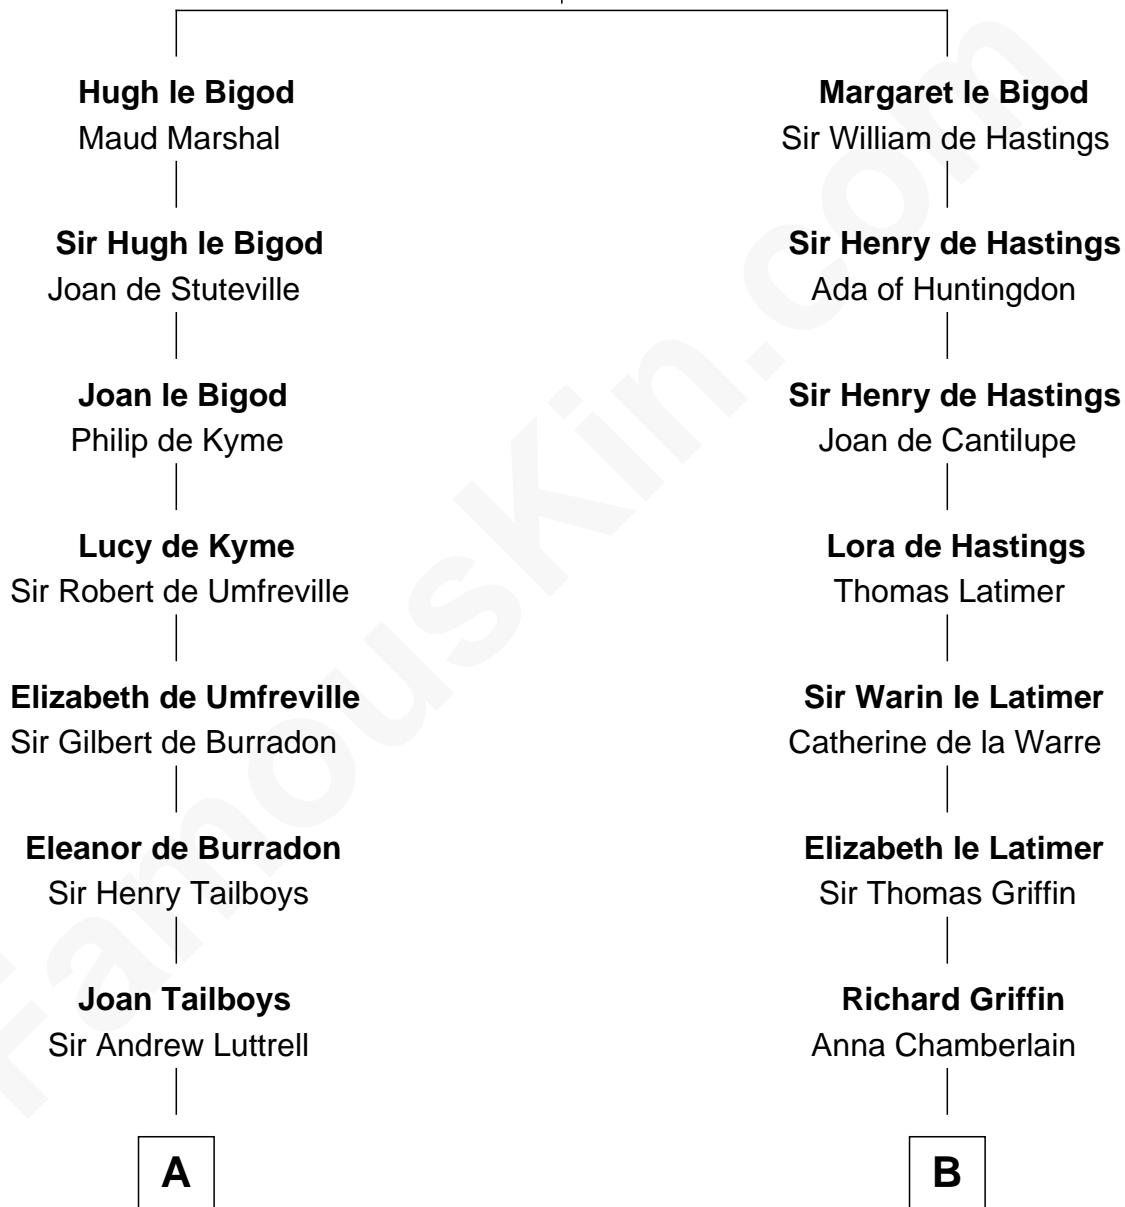 Hugh le Bigod
Maud Marshal
Sir Hugh le Bigod
Joan de Stuteville
Joan le Bigod
Philip de Kyme
Lucy de Kyme
Sir Robert de Umfreville
Elizabeth de Umfreville
Sir Gilbert de Burradon
Eleanor de Burradon
Sir Henry Tailboys
Joan Tailboys
Sir Andrew Luttrell
A
Margaret le Bigod
Sir William de Hastings
Sir Henry de Hastings
Ada of Huntingdon
Sir Henry de Hastings
Joan de Cantilupe
Lora de Hastings
Thomas Latimer
Sir Warin le Latimer
Catherine de la Warre
Elizabeth le Latimer
Sir Thomas Griffin
Richard Griffin
Anna Chamberlain
B
FamousKin.com